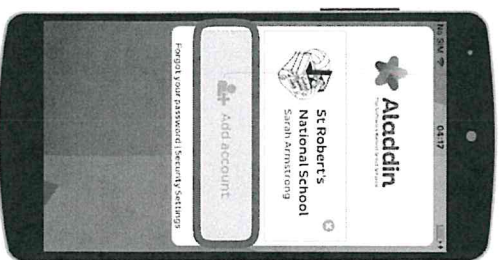 No SIM 04:17
Aladdin
St Robert's
National School
Sarah Armstrong
Add account
Forgot your password | Security Settings